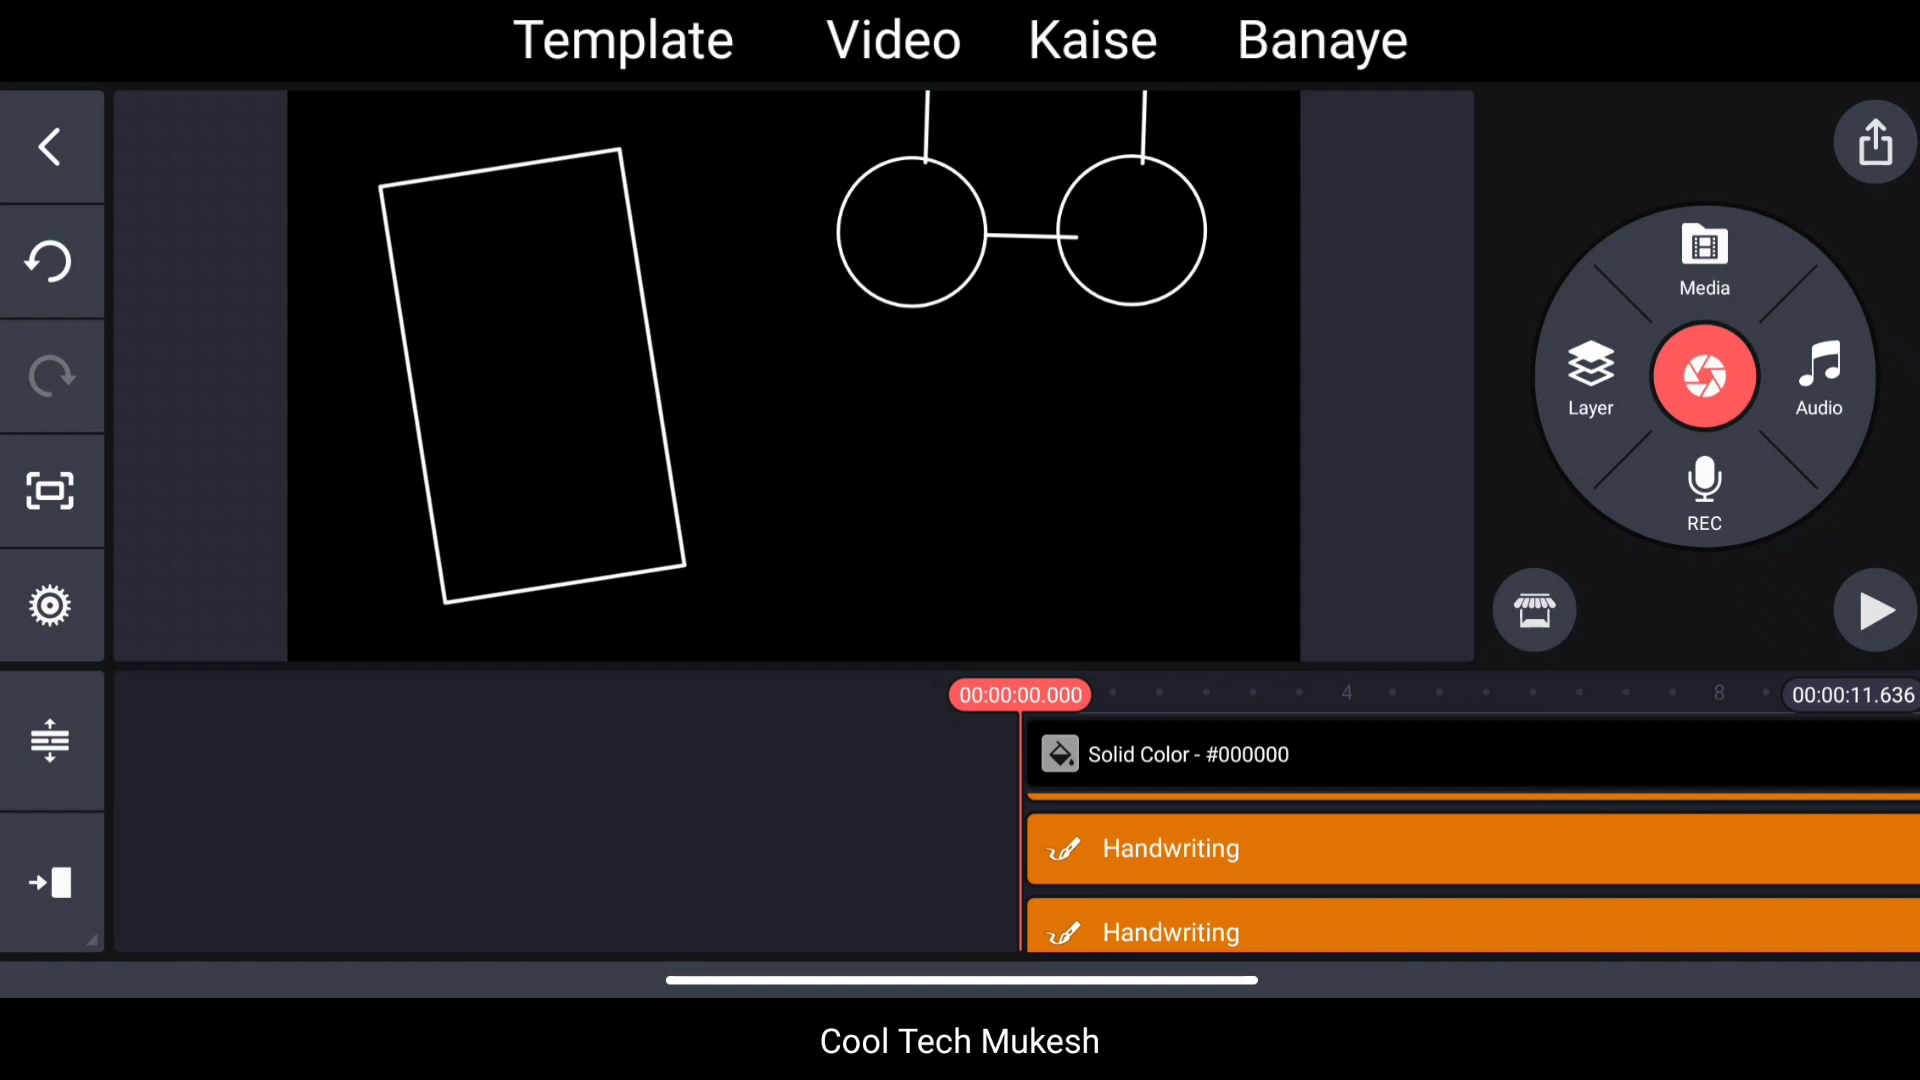 Template Video Kaise Banaye
Media
Layer
Audio
REC
00:00:00.000
4
8
00:00:11.636
Solid Color - #000000
Handwriting
Handwriting
Cool Tech Mukesh